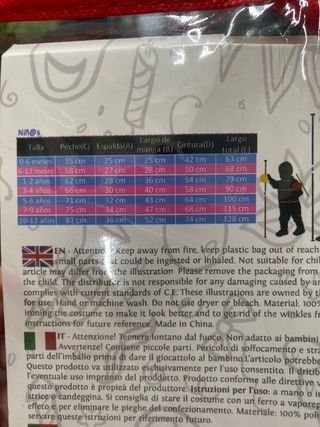 Niñ@s
Talla Pecho(C) Espalda(A) Largo de manga (B) Cintura(D) Largo total (E)
0-6 meses 35 cm 25 cm 25 cm 42 cm 63 cm
6-12 meses 58 cm 27 cm 28 cm 50 cm 68 cm
1-2 años 62 cm 28 cm 36 cm 54 cm 79 cm
3-4 años 66 cm 30 cm 40 cm 58 cm 90 cm
5-6 años 71 cm 32 cm 43 cm 64 cm 100 cm
7-9 años 75 cm 34 cm 47 cm 68 cm 115 cm
10-12 años 81 cm 36 cm 52 cm 74 cm 128 cm
EN - Attention! Keep away from fire, keep plastic bag out of reach
small parts that could be ingested or inhaled. Not suitable for chil
article may differ from the illustration Please remove the packaging from
the child. The distributor is not responsible for any damaging caused by an
complies with current standards of C.E. These illustrations are owned by t
for use: Hand or machine wash. Do not use dryer or bleach. Material: 100%
ironing the costume to make it look better and to get rid of the winkles fr
instructions for future reference. Made in China.
IT - Attenzione! Tenere lontano dal fuoco. Non adatto ai bambini
Avvertenze! Contiene piccole parti. Pericolo di soffocamento e stra
parti dell'imballo prima di dare il giocattolo al bambino. L'articolo potrebbe
Questo prodotto va utilizzato esclusivamente per l'uso consentito. Il distrib
l'eventuale uso improprio del prodotto. Prodotto conforme alle direttive v
questo prodotto è propiea del produttore. Istruzioni per l'uso: a mano o in
atrice o candeggina. Si consiglia di stirare il costume con un ferro a vapore
effetto e per eliminare le pieghe del confezionamento. Materiale: 100% poli
servare queste istruzioni per riferimento futuro.